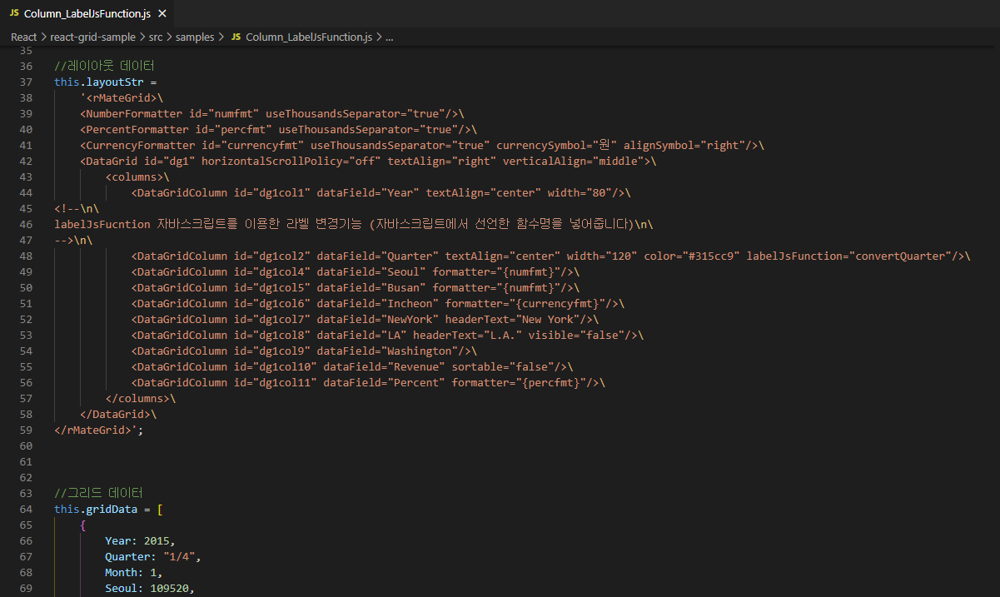 JS Column_LabelJsFunction.js ×
React > react-grid-sample > src > samples > JS Column_LabelJsFunction.js > ...
35
36 //레이아웃 데이터
37 this.layoutStr =
38 '<rMateGrid>\
39 <NumberFormatter id="numfmt" useThousandsSeparator="true"/>\
40 <PercentFormatter id="percfmt" useThousandsSeparator="true"/>\
41 <CurrencyFormatter id="currencyfmt" useThousandsSeparator="true" currencySymbol="원" alignSymbol="right"/>\
42 <DataGrid id="dg1" horizontalScrollPolicy="off" textAlign="right" verticalAlign="middle">\
43 <columns>\
44 <DataGridColumn id="dg1col1" dataField="Year" textAlign="center" width="80"/>\
45 <!--\n\
46 labelJsFucntion 자바스크립트를 이용한 라벨 변경기능 (자바스크립트에서 선언한 함수명을 넣어줍니다)\n\
47 -->\n\
48 <DataGridColumn id="dg1col2" dataField="Quarter" textAlign="center" width="120" color="#315cc9" labelJsFunction="convertQuarter"/>\
49 <DataGridColumn id="dg1col4" dataField="Seoul" formatter="{numfmt}"/>\
50 <DataGridColumn id="dg1col5" dataField="Busan" formatter="{numfmt}"/>\
51 <DataGridColumn id="dg1col6" dataField="Incheon" formatter="{currencyfmt}"/>\
52 <DataGridColumn id="dg1col7" dataField="NewYork" headerText="New York"/>\
53 <DataGridColumn id="dg1col8" dataField="LA" headerText="L.A." visible="false"/>\
54 <DataGridColumn id="dg1col9" dataField="Washington"/>\
55 <DataGridColumn id="dg1col10" dataField="Revenue" sortable="false"/>\
56 <DataGridColumn id="dg1col11" dataField="Percent" formatter="{percfmt}"/>\
57 </columns>\
58 </DataGrid>\
59 </rMateGrid>';
60
61
62
63 //그리드 데이터
64 this.gridData = [
65 {
66 Year: 2015,
67 Quarter: "1/4",
68 Month: 1,
69 Seoul: 109520,